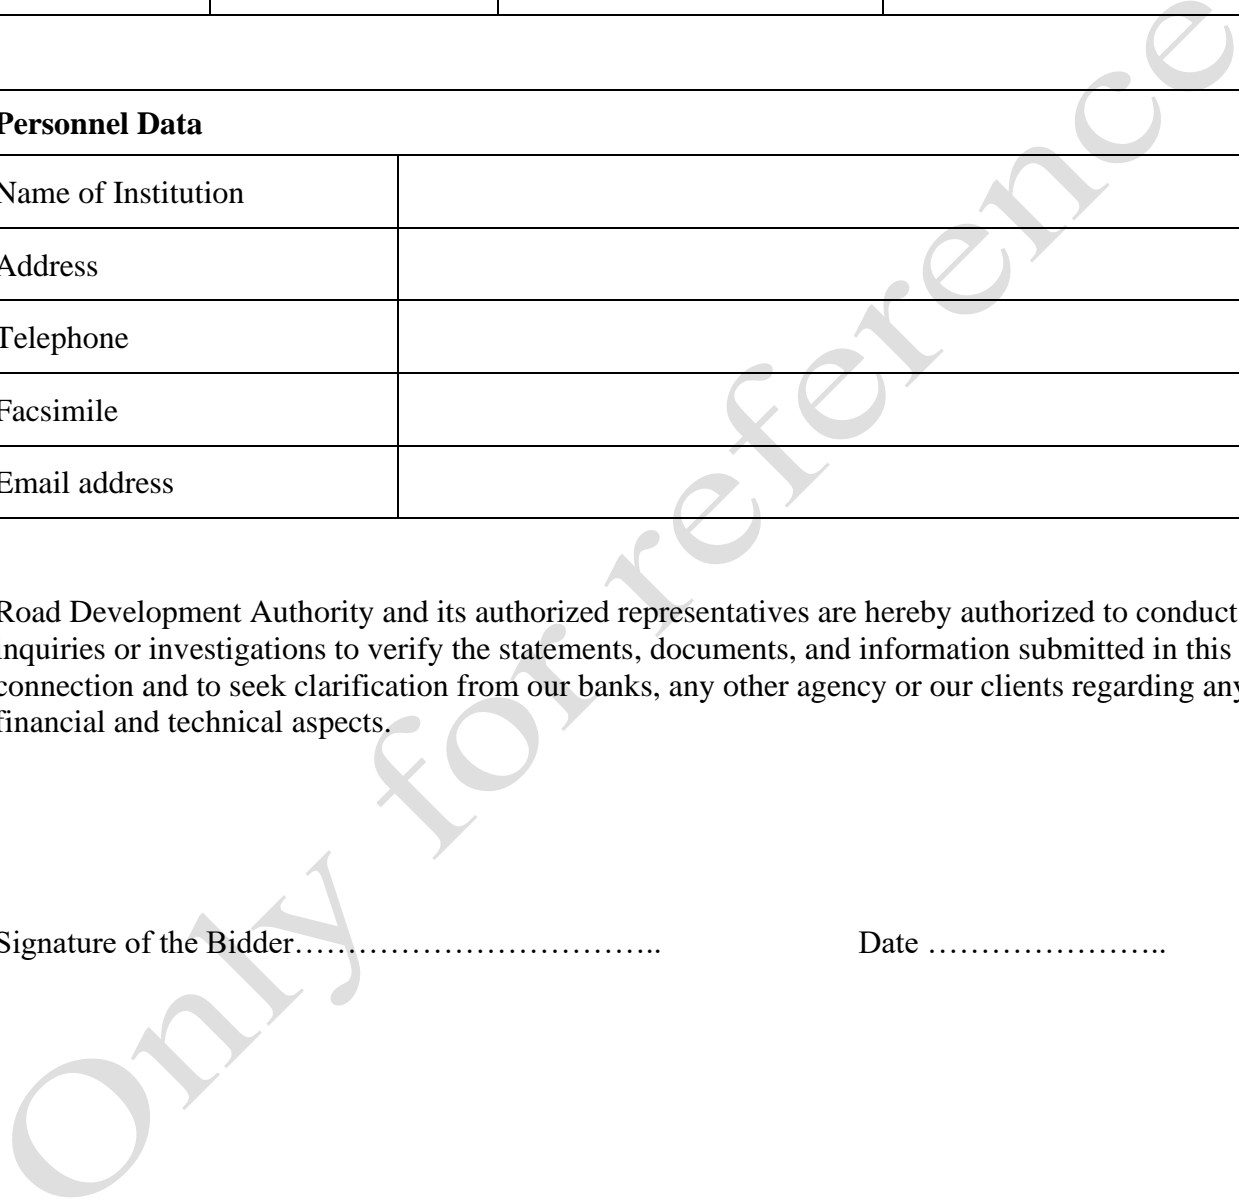 Personnel Data
Name of Institution
Address
Telephone
Facsimile
Email address
Road Development Authority and its authorized representatives are hereby authorized to conduct
inquiries or investigations to verify the statements, documents, and information submitted in this
connection and to seek clarification from our banks, any other agency or our clients regarding any
financial and technical aspects.
Signature of the Bidder…………………………….. Date …………………..
Only for reference